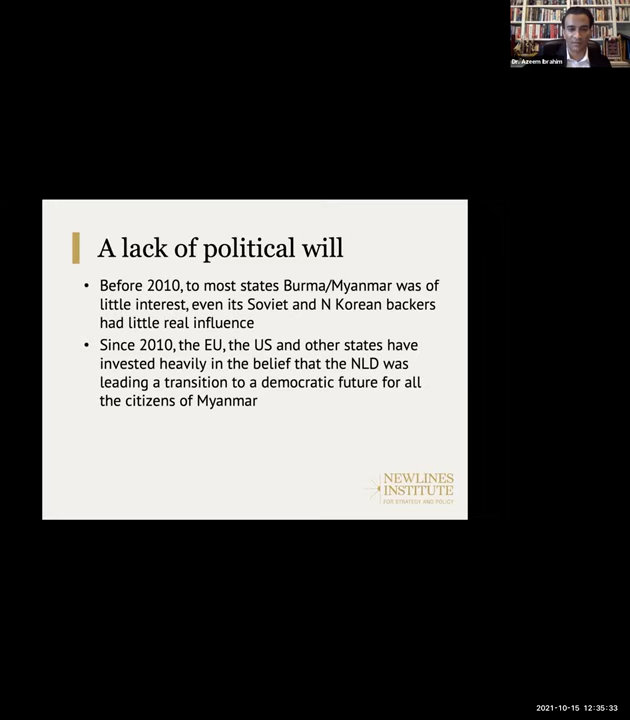 Dr. Azeem Ibrahim
A lack of political will
• Before 2010, to most states Burma/Myanmar was of
little interest, even its Soviet and N Korean backers
had little real influence
• Since 2010, the EU, the US and other states have
invested heavily in the belief that the NLD was
leading a transition to a democratic future for all
the citizens of Myanmar
NEWLINES
INSTITUTE
FOR STRATEGY AND POLICY
2021-10-15 12:35:33